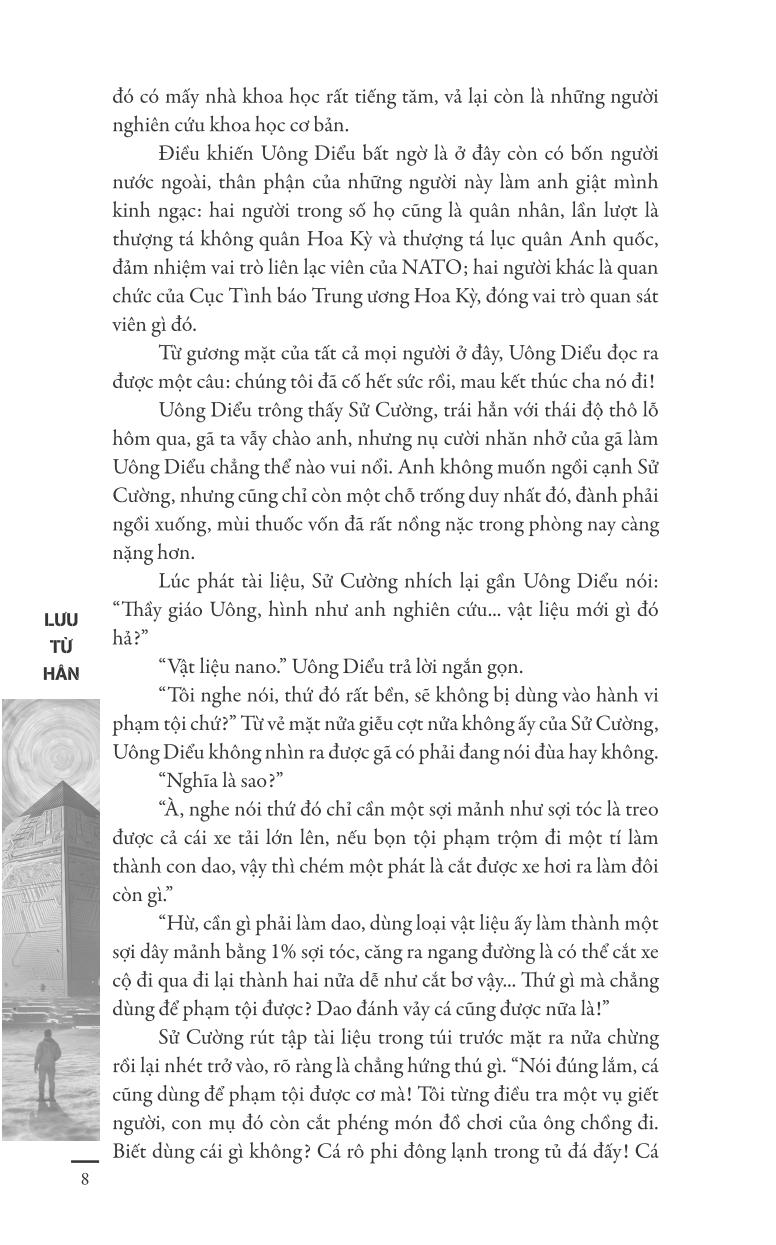 đó có mấy nhà khoa học rất tiếng tăm, vả lại còn là những người
nghiên cứu khoa học cơ bản.
Điều khiến Uông Diểu bất ngờ là ở đây còn có bốn người
nước ngoài, thân phận của những người này làm anh giật mình
kinh ngạc: hai người trong số họ cũng là quân nhân, lần lượt là
thượng tá không quân Hoa Kỳ và thượng tá lục quân Anh quốc,
đảm nhiệm vai trò liên lạc viên của NATO; hai người khác là quan
chức của Cục Tình báo Trung ương Hoa Kỳ, đóng vai trò quan sát
viên gì đó.
Từ gương mặt của tất cả mọi người ở đây, Uông Diểu đọc ra
được một câu: chúng tôi đã cố hết sức rồi, mau kết thúc cha nó đi!
Uông Diểu trông thấy Sử Cường, trái hẳn với thái độ thô lỗ
hôm qua, gã ta vẫy chào anh, nhưng nụ cười nhăn nhở của gã làm
Uông Diểu chẳng thể nào vui nổi. Anh không muốn ngồi cạnh Sử
Cường, nhưng cũng chỉ còn một chỗ trống duy nhất đó, đành phải
ngồi xuống, mùi thuốc vốn đã rất nồng nặc trong phòng nay càng
nặng hơn.
Lúc phát tài liệu, Sử Cường nhích lại gần Uông Diểu nói:
“Thầy giáo Uông, hình như anh nghiên cứu... vật liệu mới gì đó
hả?”
“Vật liệu nano.” Uông Diểu trả lời ngắn gọn.
“Tôi nghe nói, thứ đó rất bền, sẽ không bị dùng vào hành vi
phạm tội chứ?” Từ vẻ mặt nửa giễu cợt nửa không ấy của Sử Cường,
Uông Diểu không nhìn ra được gã có phải đang nói đùa hay không.
“Nghĩa là sao?”
“À, nghe nói thứ đó chỉ cần một sợi mảnh như sợi tóc là treo
được cả cái xe tải lớn lên, nếu bọn tội phạm trộm đi một tí làm
thành con dao, vậy thì chém một phát là cắt được xe hơi ra làm đôi
còn gì.”
“Hừ, cần gì phải làm dao, dùng loại vật liệu ấy làm thành một
sợi dây mảnh bằng 1% sợi tóc, căng ra ngang đường là có thể cắt xe
cộ đi qua đi lại thành hai nửa dễ như cắt bơ vậy... Thứ gì mà chẳng
dùng để phạm tội được? Dao đánh vảy cá cũng được nữa là!”
Sử Cường rút tập tài liệu trong túi trước mặt ra nửa chừng
rồi lại nhét trở vào, rõ ràng là chẳng hứng thú gì. “Nói đúng lắm, cá
cũng dùng để phạm tội được cơ mà! Tôi từng điều tra một vụ giết
người, con mụ đó còn cắt phéng món đồ chơi của ông chồng đi.
Biết dùng cái gì không? Cá rô phi đông lạnh trong tủ đá đấy! Cá
LƯU
TỪ
HÂN
8